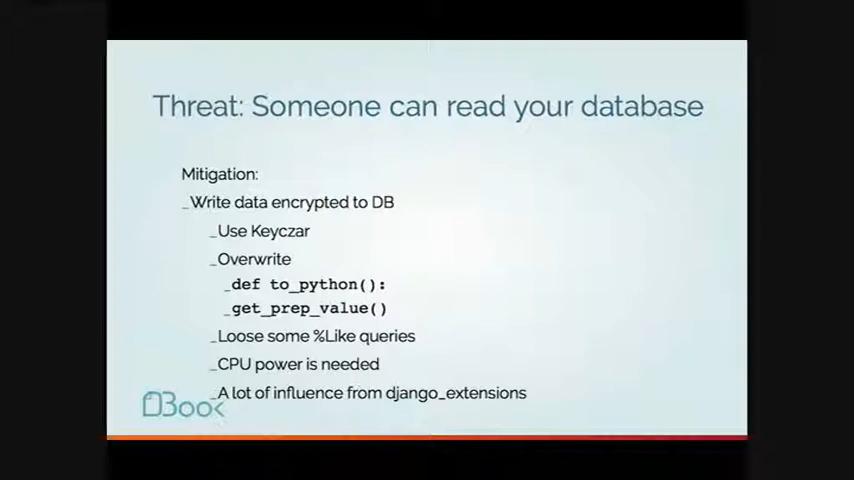 Threat: Someone can read your database
Mitigation:
_Write data encrypted to DB
_Use Keyczar
_Overwrite
_def to_python():
_get_prep_value()
_Loose some %Like queries
_CPU power is needed
_A lot of influence from django_extensions
DBook